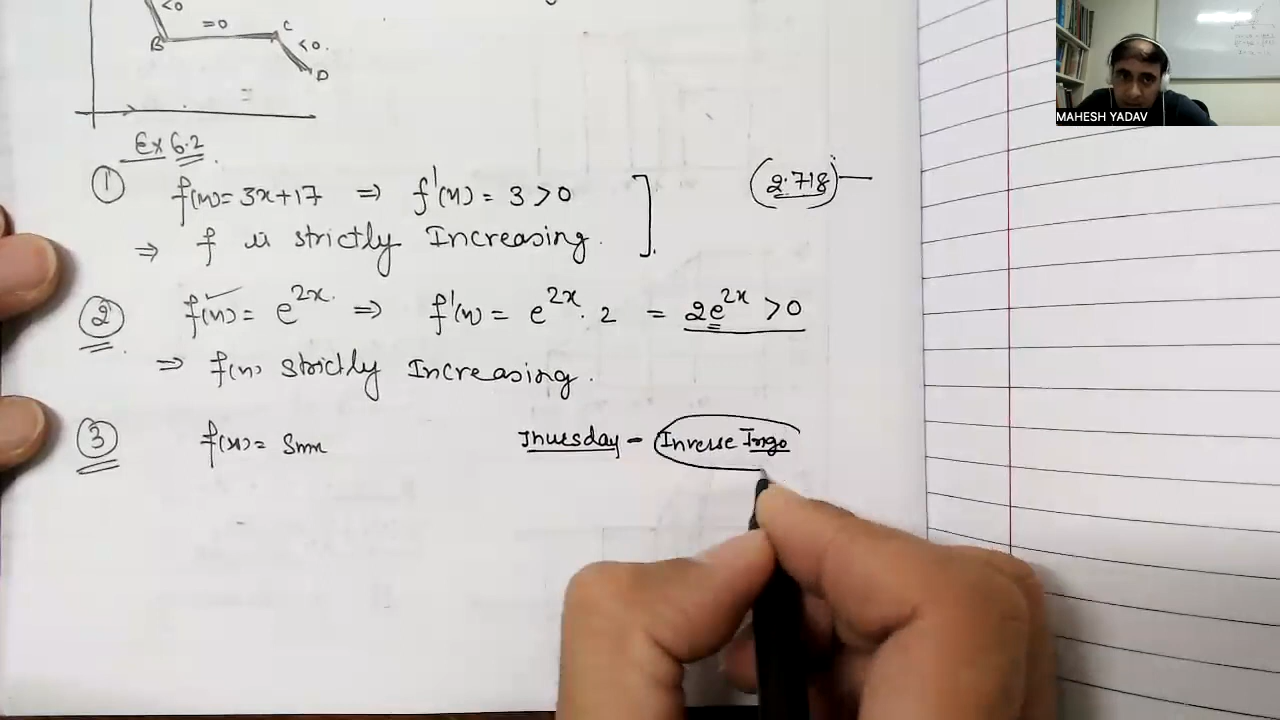 <0
=0
C
B
<0.
D
Ex 6.2
① f(x)= 3x+17 ⇒ f'(x) = 3 > 0
(2.718)—
⇒ f is strictly Increasing.
② f(x) = e^2x. ⇒ f'(x) = e^2x. 2 = 2e^2x > 0
⇒ f(x) strictly Increasing.
③ f(x)= Sinx Thuesday - Inverse Trigo
MAHESH YADAV